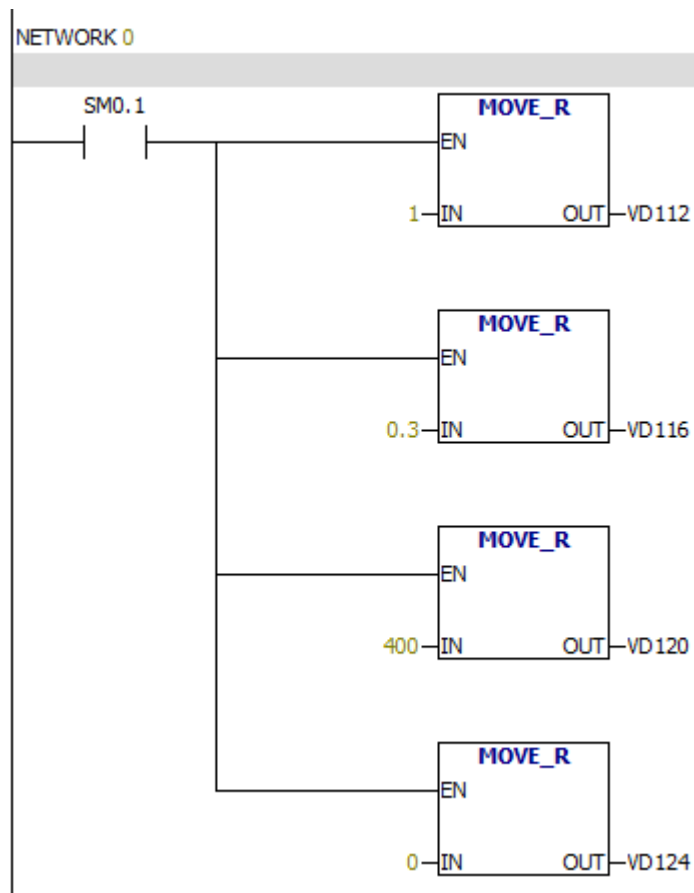 NETWORK 0
SM0.1
MOVE_R
EN
1 IN OUT VD112
MOVE_R
EN
0.3 IN OUT VD116
MOVE_R
EN
400 IN OUT VD120
MOVE_R
EN
0 IN OUT VD124